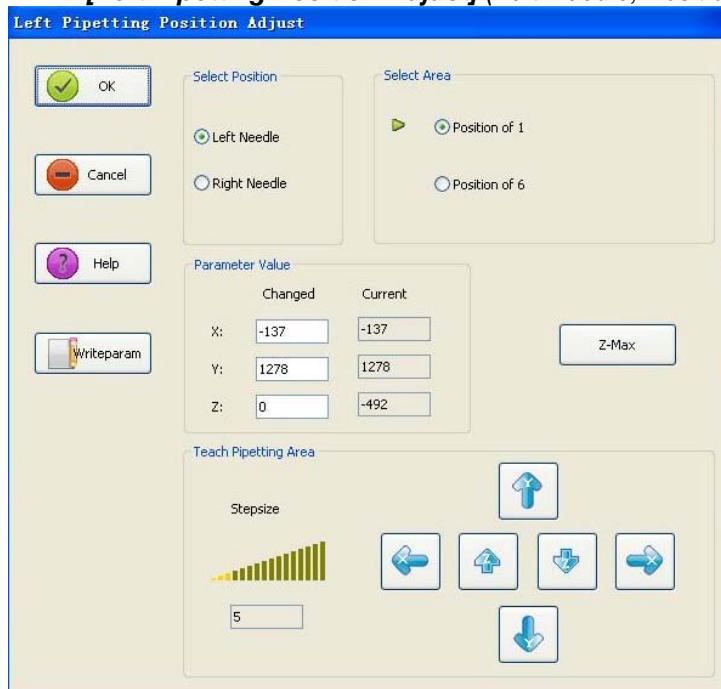 Left Pipetting Position Adjust
OK
Cancel
Help
Writeparam
Select Position
Left Needle
Right Needle
Select Area
Position of 1
Position of 6
Parameter Value
Changed Current
X: -137 -137
Y: 1278 1278
Z: 0 -492
Z-Max
Teach Pipetting Area
Stepsize
5
Y
X Z Z X
Y